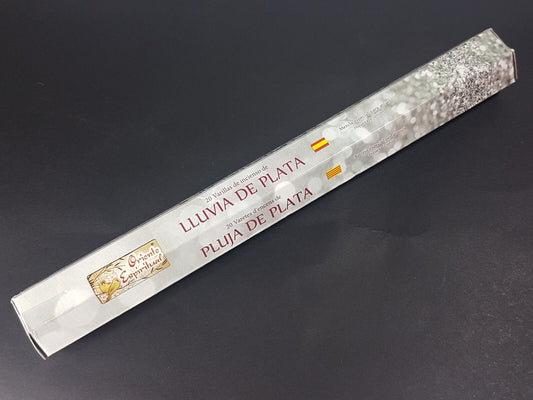 20 Varillas de incienso de
LLUVIA DE PLATA
20 Varetes d'encens de
PLUJA DE PLATA
Oriente
Espiritual